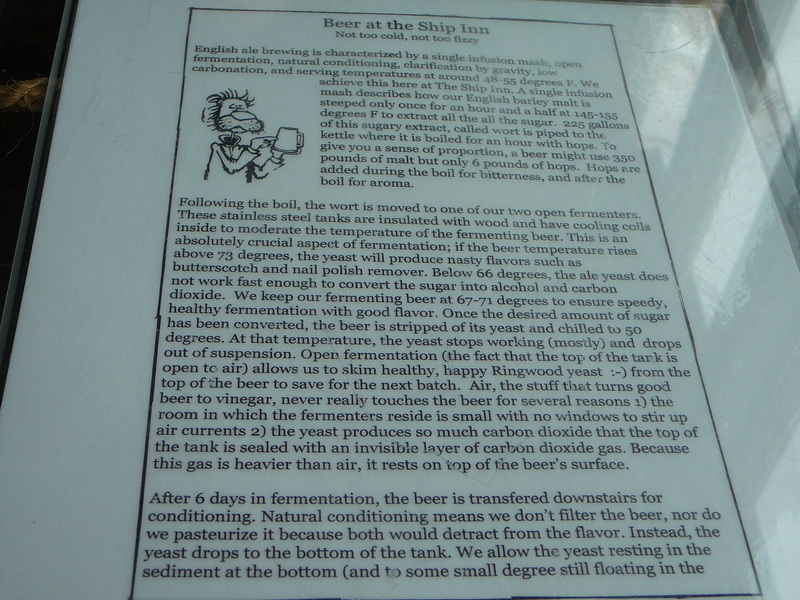 Beer at the Ship Inn
Not too cold, not too fizzy
English ale brewing is characterized by a single infusion mash, open
fermentation, natural conditioning, clarification by gravity, low
carbonation, and serving temperatures at around 48-55 degrees F. We
achieve this here at The Ship Inn. A single infusion
mash describes how our English barley malt is
steeped only once for an hour and a half at 145-155
degrees F to extract all the all the sugar. 225 gallons
of this sugary extract, called wort is piped to the
kettle where it is boiled for an hour with hops. To
give you a sense of proportion, a beer might use 350
pounds of malt but only 6 pounds of hops. Hops are
added during the boil for bitterness, and after the
boil for aroma.
Following the boil, the wort is moved to one of our two open fermenters.
These stainless steel tanks are insulated with wood and have cooling coils
inside to moderate the temperature of the fermenting beer. This is an
absolutely crucial aspect of fermentation; if the beer temperature rises
above 73 degrees, the yeast will produce nasty flavors such as
butterscotch and nail polish remover. Below 66 degrees, the ale yeast does
not work fast enough to convert the sugar into alcohol and carbon
dioxide. We keep our fermenting beer at 67-71 degrees to ensure speedy,
healthy fermentation with good flavor. Once the desired amount of sugar
has been converted, the beer is stripped of its yeast and chilled to 50
degrees. At that temperature, the yeast stops working (mostly) and drops
out of suspension. Open fermentation (the fact that the top of the tank is
open to air) allows us to skim healthy, happy Ringwood yeast :-) from the
top of the beer to save for the next batch. Air, the stuff that turns good
beer to vinegar, never really touches the beer for several reasons 1) the
room in which the fermenters reside is small with no windows to stir up
air currents 2) the yeast produces so much carbon dioxide that the top of
the tank is sealed with an invisible layer of carbon dioxide gas. Because
this gas is heavier than air, it rests on top of the beer's surface.
After 6 days in fermentation, the beer is transfered downstairs for
conditioning. Natural conditioning means we don't filter the beer, nor do
we pasteurize it because both would detract from the flavor. Instead, the
yeast drops to the bottom of the tank. We allow the yeast resting in the
sediment at the bottom (and to some small degree still floating in the